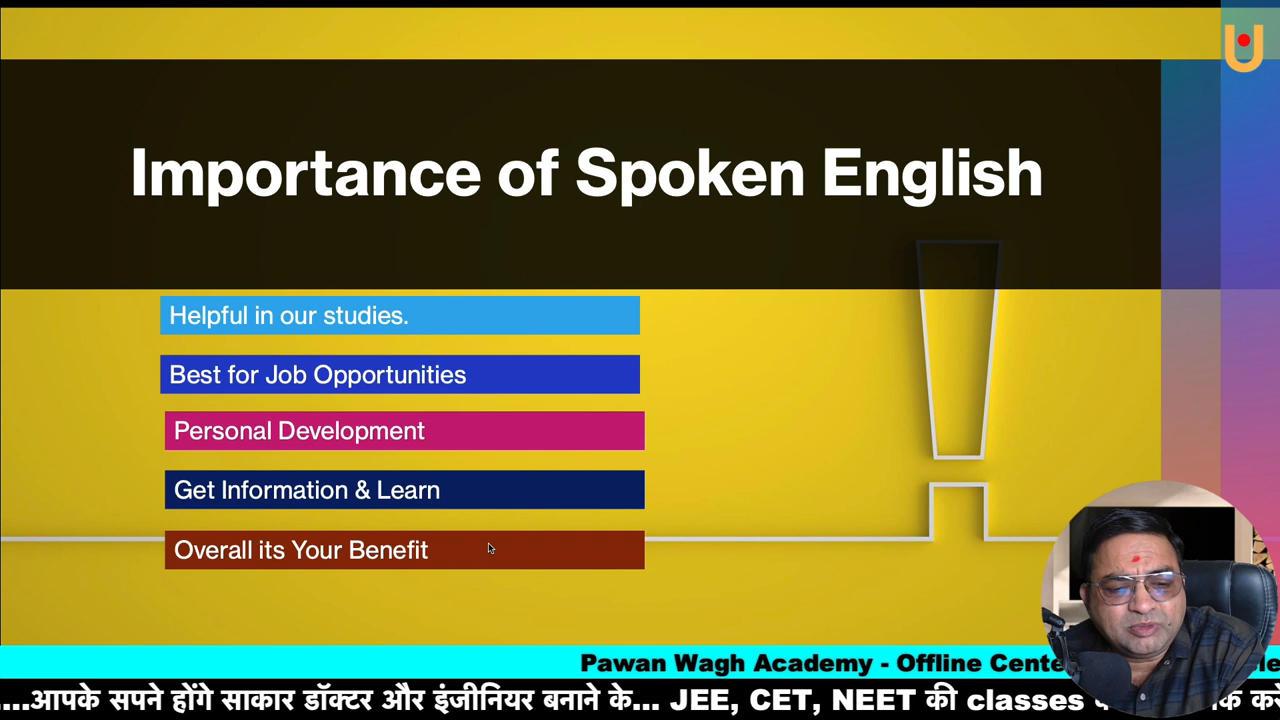 Importance of Spoken English
Helpful in our studies.
Best for Job Opportunities
Personal Development
Get Information & Learn
Overall its Your Benefit
Pawan Wagh Academy - Offline
....आपके सपने होंगे साकार डॉक्टर और इंजीनियर बनाने के... JEE, CET, NEET की classes